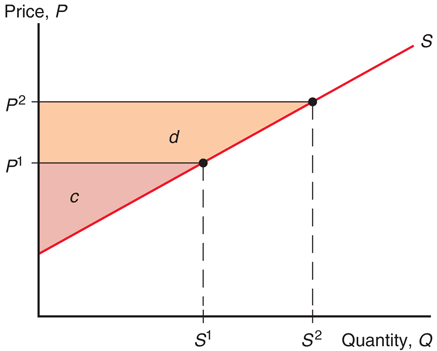 Price, P
S
P²
d
P¹
c
S¹
S²
Quantity, Q